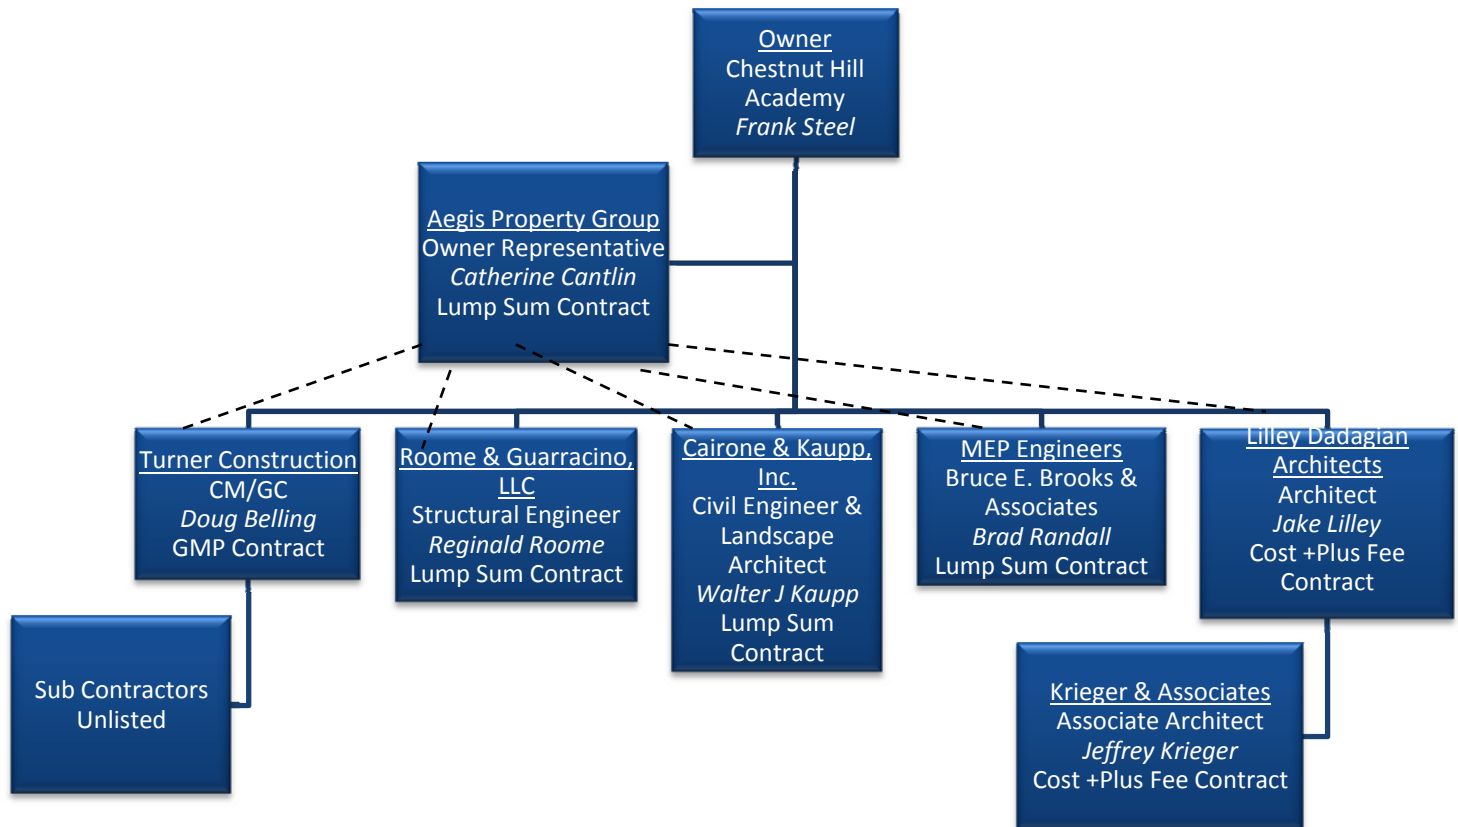 Owner
Chestnut Hill
Academy
Frank Steel
Aegis Property Group
Owner Representative
Catherine Cantlin
Lump Sum Contract
Turner Construction
CM/GC
Doug Belling
GMP Contract
Roome & Guarracino,
LLC
Structural Engineer
Reginald Roome
Lump Sum Contract
Cairone & Kaupp,
Inc.
Civil Engineer &
Landscape
Architect
Walter J Kaupp
Lump Sum
Contract
MEP Engineers
Bruce E. Brooks &
Associates
Brad Randall
Lump Sum Contract
Lilley Dadagian
Architects
Architect
Jake Lilley
Cost +Plus Fee
Contract
Sub Contractors
Unlisted
Krieger & Associates
Associate Architect
Jeffrey Krieger
Cost +Plus Fee Contract